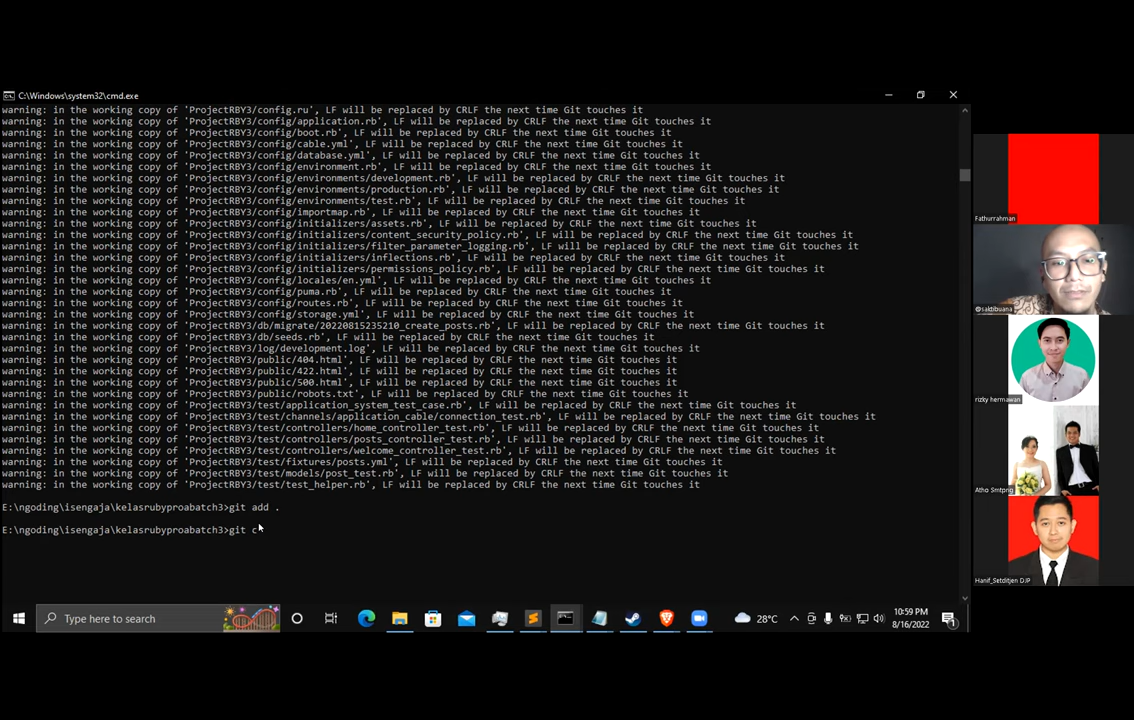 C:\Windows\system32\cmd.exe
warning: in the working copy of 'ProjectRBY3/config.ru', LF will be replaced by CRLF the next time Git touches it
warning: in the working copy of 'ProjectRBY3/config/application.rb', LF will be replaced by CRLF the next time Git touches it
warning: in the working copy of 'ProjectRBY3/config/boot.rb', LF will be replaced by CRLF the next time Git touches it
warning: in the working copy of 'ProjectRBY3/config/cable.yml', LF will be replaced by CRLF the next time Git touches it
warning: in the working copy of 'ProjectRBY3/config/database.yml', LF will be replaced by CRLF the next time Git touches it
warning: in the working copy of 'ProjectRBY3/config/environment.rb', LF will be replaced by CRLF the next time Git touches it
warning: in the working copy of 'ProjectRBY3/config/environments/development.rb', LF will be replaced by CRLF the next time Git touches it
warning: in the working copy of 'ProjectRBY3/config/environments/production.rb', LF will be replaced by CRLF the next time Git touches it
warning: in the working copy of 'ProjectRBY3/config/environments/test.rb', LF will be replaced by CRLF the next time Git touches it
warning: in the working copy of 'ProjectRBY3/config/importmap.rb', LF will be replaced by CRLF the next time Git touches it
warning: in the working copy of 'ProjectRBY3/config/initializers/assets.rb', LF will be replaced by CRLF the next time Git touches it
warning: in the working copy of 'ProjectRBY3/config/initializers/content_security_policy.rb', LF will be replaced by CRLF the next time Git touches it
warning: in the working copy of 'ProjectRBY3/config/initializers/filter_parameter_logging.rb', LF will be replaced by CRLF the next time Git touches it
warning: in the working copy of 'ProjectRBY3/config/initializers/inflections.rb', LF will be replaced by CRLF the next time Git touches it
warning: in the working copy of 'ProjectRBY3/config/initializers/permissions_policy.rb', LF will be replaced by CRLF the next time Git touches it
warning: in the working copy of 'ProjectRBY3/config/locales/en.yml', LF will be replaced by CRLF the next time Git touches it
warning: in the working copy of 'ProjectRBY3/config/puma.rb', LF will be replaced by CRLF the next time Git touches it
warning: in the working copy of 'ProjectRBY3/config/routes.rb', LF will be replaced by CRLF the next time Git touches it
warning: in the working copy of 'ProjectRBY3/config/storage.yml', LF will be replaced by CRLF the next time Git touches it
warning: in the working copy of 'ProjectRBY3/db/migrate/20220815235210_create_posts.rb', LF will be replaced by CRLF the next time Git touches it
warning: in the working copy of 'ProjectRBY3/db/seeds.rb', LF will be replaced by CRLF the next time Git touches it
warning: in the working copy of 'ProjectRBY3/log/development.log', LF will be replaced by CRLF the next time Git touches it
warning: in the working copy of 'ProjectRBY3/public/404.html', LF will be replaced by CRLF the next time Git touches it
warning: in the working copy of 'ProjectRBY3/public/422.html', LF will be replaced by CRLF the next time Git touches it
warning: in the working copy of 'ProjectRBY3/public/500.html', LF will be replaced by CRLF the next time Git touches it
warning: in the working copy of 'ProjectRBY3/public/robots.txt', LF will be replaced by CRLF the next time Git touches it
warning: in the working copy of 'ProjectRBY3/test/application_system_test_case.rb', LF will be replaced by CRLF the next time Git touches it
warning: in the working copy of 'ProjectRBY3/test/channels/application_cable/connection_test.rb', LF will be replaced by CRLF the next time Git touches it
warning: in the working copy of 'ProjectRBY3/test/controllers/home_controller_test.rb', LF will be replaced by CRLF the next time Git touches it
warning: in the working copy of 'ProjectRBY3/test/controllers/posts_controller_test.rb', LF will be replaced by CRLF the next time Git touches it
warning: in the working copy of 'ProjectRBY3/test/controllers/welcome_controller_test.rb', LF will be replaced by CRLF the next time Git touches it
warning: in the working copy of 'ProjectRBY3/test/fixtures/posts.yml', LF will be replaced by CRLF the next time Git touches it
warning: in the working copy of 'ProjectRBY3/test/models/post_test.rb', LF will be replaced by CRLF the next time Git touches it
warning: in the working copy of 'ProjectRBY3/test/test_helper.rb', LF will be replaced by CRLF the next time Git touches it
E:\ngoding\isengaja\kelasrubyproabatch3>git add .
E:\ngoding\isengaja\kelasrubyproabatch3>git c
Type here to search
28°C
10:59 PM
8/16/2022
1
Fathurrahman
@saldibuana
rizky hermawan
Atho Smtpng
Hanif_Setditjen DJP